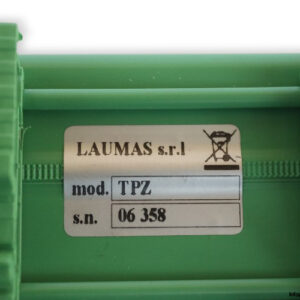 LAUMAS s.r.l
mod. TPZ
s.n. 06 358